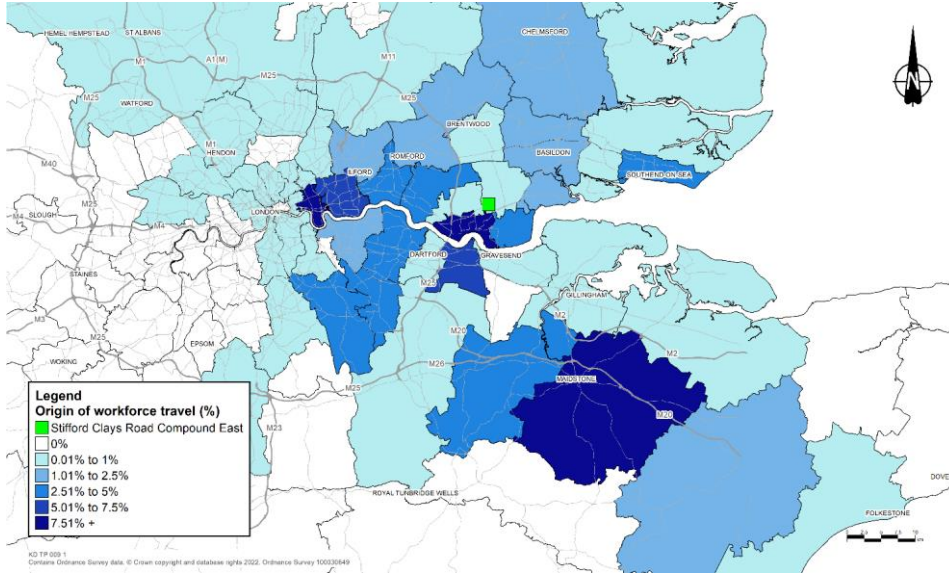 CHELMSFORD
HEMEL HEMPSTEAD
ST ALBANS
A1(M)
M11
M1
M25
M25
M25
WATFORD
BRENTWOOD
M1
HENDON
ROMFORD
BASILDON
M40
ILFORD
SOUTHEND-ON-SEA
M25
SLOUGH
LONDON
M4
M4
DARTFORD
GRAVESEND
STAINES
M25
GILLINGHAM
M2
M3
M25
EPSOM
M20
M2
WOKING
M26
M25
MAIDSTONE
M20
M23
Legend
Origin of workforce travel (%)
Stifford Clays Road Compound East
0%
0.01% to 1%
1.01% to 2.5%
2.51% to 5%
5.01% to 7.5%
7.51% +
ROYAL TUNBRIDGE WELLS
DOVE
FOLKESTONE
N
KD TP 009 1
Contains Ordnance Survey data. © Crown copyright and database rights 2022. Ordnance Survey 100030649